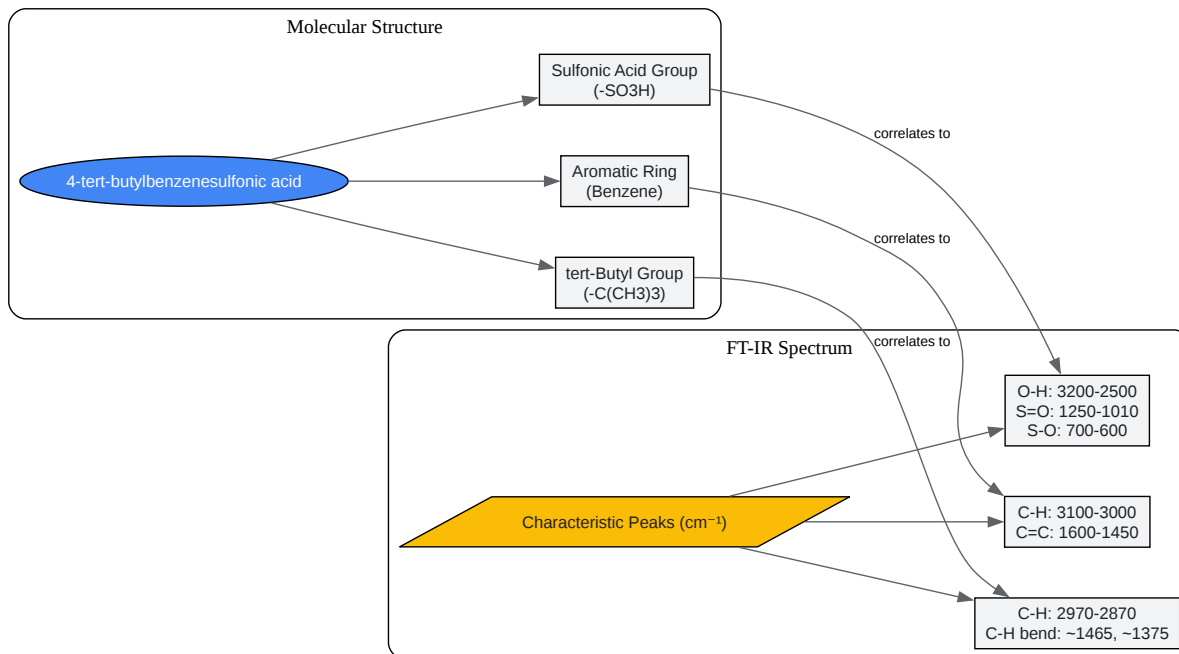 Molecular Structure
Sulfonic Acid Group
(-SO3H)
correlates to
4-tert-butylbenzenesulfonic acid
Aromatic Ring
(Benzene)
correlates to
tert-Butyl Group
(-C(CH3)3)
correlates to
FT-IR Spectrum
O-H: 3200-2500
S=O: 1250-1010
S-O: 700-600
Characteristic Peaks (cm⁻¹)
C-H: 3100-3000
C=C: 1600-1450
C-H: 2970-2870
C-H bend: ~1465, ~1375